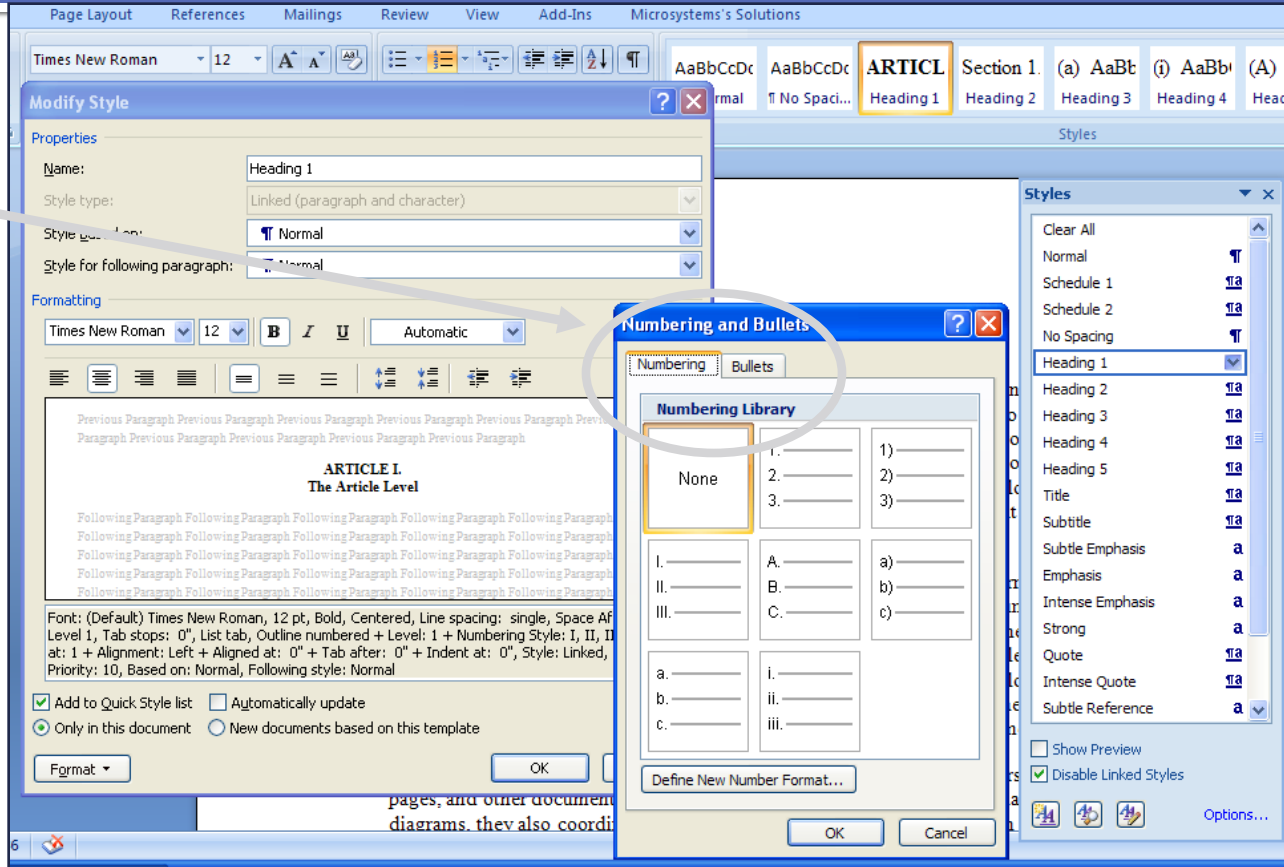 Page Layout References Mailings Review View Add-Ins Microsystems's Solutions
Times New Roman 12
AaBbCcDc AaBbCcDc ARTICL Section 1. (a) AaBb (i) AaBb (A)
rmal ¶ No Spaci... Heading 1 Heading 2 Heading 3 Heading 4 Head
Styles
Modify Style
Properties
Name: Heading 1
Style type: Linked (paragraph and character)
Style based on: ¶ Normal
Style for following paragraph: ¶ Normal
Formatting
Times New Roman 12 B I U Automatic
Previous Paragraph Previous Paragraph Previous Paragraph Previous Paragraph Previous Paragraph Previous
Paragraph Previous Paragraph Previous Paragraph Previous Paragraph Previous Paragraph
ARTICLE I.
The Article Level
Following Paragraph Following Paragraph Following Paragraph Following Paragraph Following Paragraph
Following Paragraph Following Paragraph Following Paragraph Following Paragraph Following Paragraph
Following Paragraph Following Paragraph Following Paragraph Following Paragraph Following Paragraph
Following Paragraph Following Paragraph Following Paragraph Following Paragraph Following Paragraph
Following Paragraph Following Paragraph Following Paragraph Following Paragraph Following Paragraph
Font: (Default) Times New Roman, 12 pt, Bold, Centered, Line spacing: single, Space Af
Level 1, Tab stops: 0", List tab, Outline numbered + Level: 1 + Numbering Style: I, II, II
at: 1 + Alignment: Left + Aligned at: 0" + Tab after: 0" + Indent at: 0", Style: Linked,
Priority: 10, Based on: Normal, Following style: Normal
Add to Quick Style list Automatically update
Only in this document New documents based on this template
Format OK
Numbering and Bullets
Numbering Bullets
Numbering Library
None
1.
2.
3.
1)
2)
3)
I.
II.
III.
A.
B.
C.
a)
b)
c)
a.
b.
c.
i.
ii.
iii.
Define New Number Format...
OK Cancel
Styles
Clear All
Normal ¶
Schedule 1 ¶a
Schedule 2 ¶a
No Spacing ¶
Heading 1
Heading 2 ¶a
Heading 3 ¶a
Heading 4 ¶a
Heading 5 ¶a
Title ¶a
Subtitle ¶a
Subtle Emphasis a
Emphasis a
Intense Emphasis a
Strong a
Quote ¶a
Intense Quote ¶a
Subtle Reference a
Show Preview
Disable Linked Styles
Options...
pages, and other document
diagrams, they also coordi
6